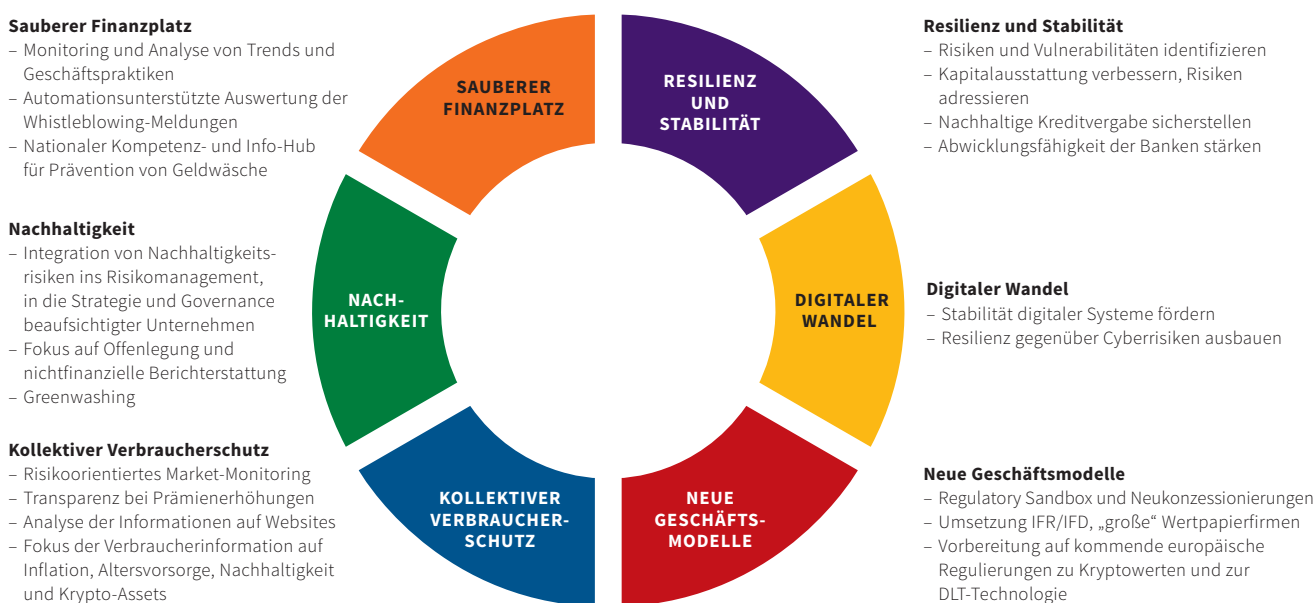 Sauberer Finanzplatz
– Monitoring und Analyse von Trends und
Geschäftspraktiken
– Automationsunterstützte Auswertung der
Whistleblowing-Meldungen
– Nationaler Kompetenz- und Info-Hub
für Prävention von Geldwäsche
Nachhaltigkeit
– Integration von Nachhaltigkeits-
risiken ins Risikomanagement,
in die Strategie und Governance
beaufsichtigter Unternehmen
– Fokus auf Offenlegung und
nichtfinanzielle Berichterstattung
– Greenwashing
Kollektiver Verbraucherschutz
– Risikoorientiertes Market-Monitoring
– Transparenz bei Prämienerhöhungen
– Analyse der Informationen auf Websites
– Fokus der Verbraucherinformation auf
Inflation, Altersvorsorge, Nachhaltigkeit
und Krypto-Assets
SAUBERER
FINANZPLATZ
RESILIENZ
UND
STABILITÄT
NACH-
HALTIGKEIT
DIGITALER
WANDEL
KOLLEKTIVER
VERBRAUCHER-
SCHUTZ
NEUE
GESCHÄFTS-
MODELLE
Resilienz und Stabilität
– Risiken und Vulnerabilitäten identifizieren
– Kapitalausstattung verbessern, Risiken
adressieren
– Nachhaltige Kreditvergabe sicherstellen
– Abwicklungsfähigkeit der Banken stärken
Digitaler Wandel
– Stabilität digitaler Systeme fördern
– Resilienz gegenüber Cyberrisiken ausbauen
Neue Geschäftsmodelle
– Regulatory Sandbox und Neukonzessionierungen
– Umsetzung IFR/IFD, „große“ Wertpapierfirmen
– Vorbereitung auf kommende europäische
Regulierungen zu Kryptowerten und zur
DLT-Technologie